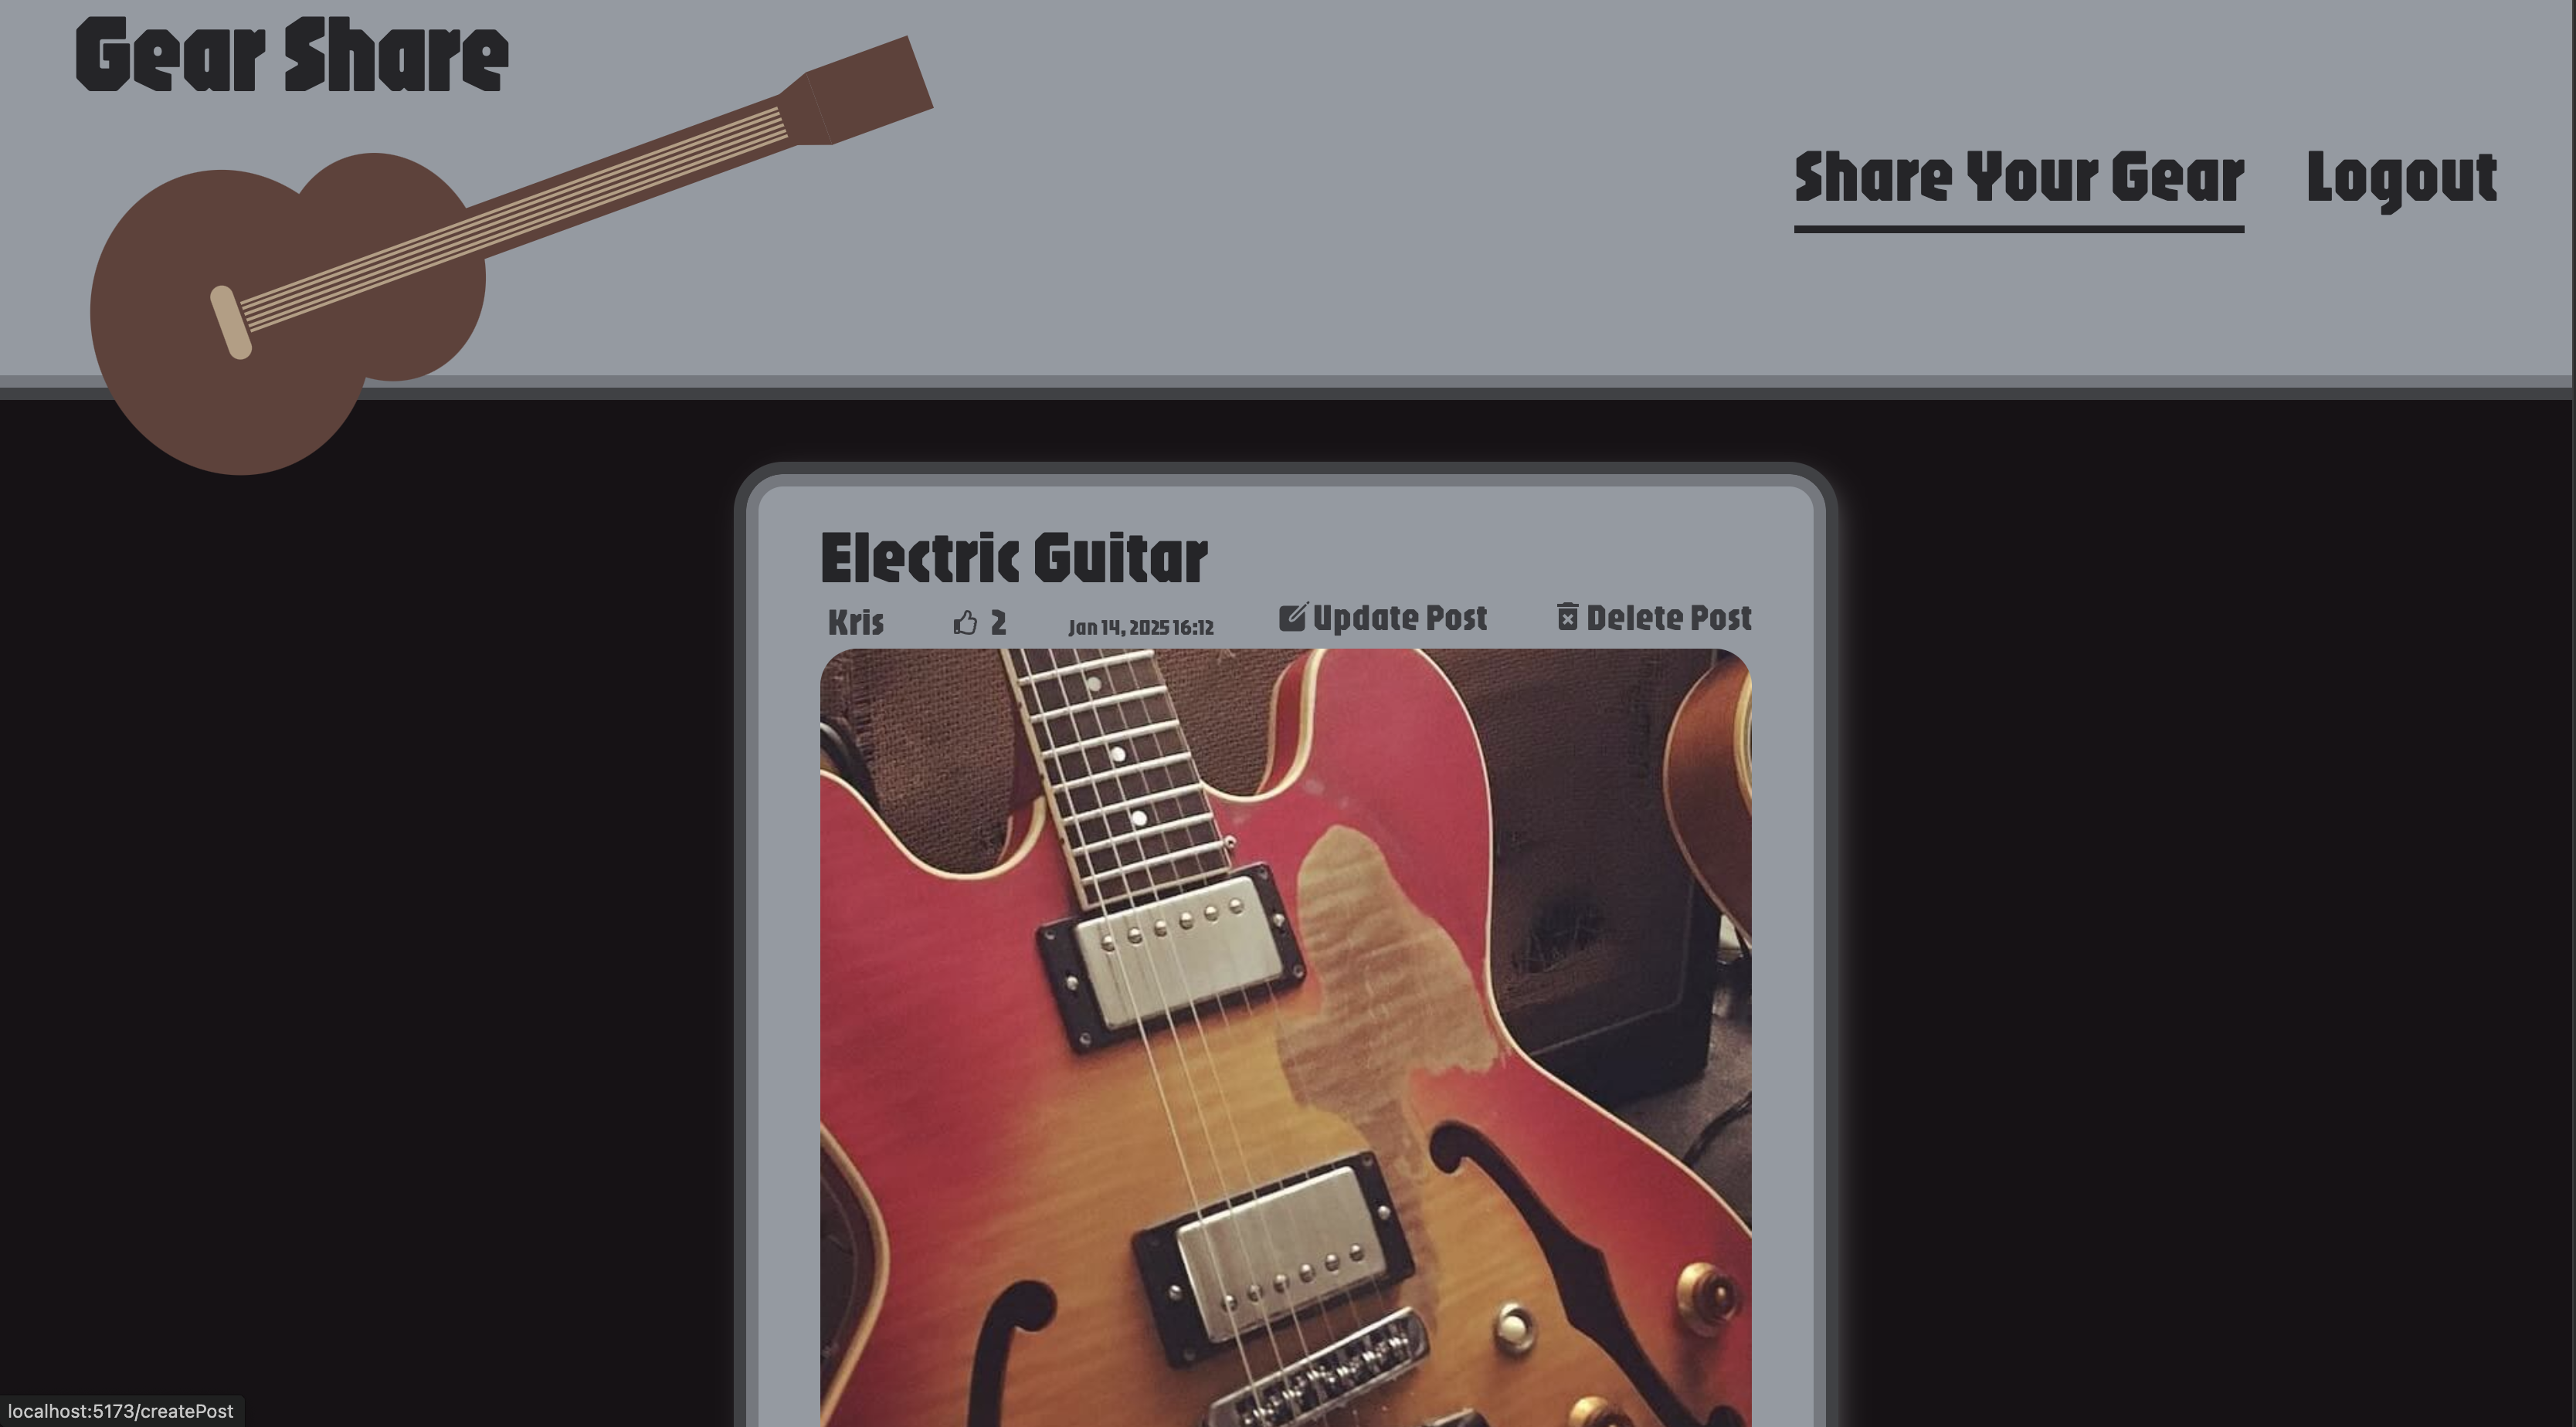 Gear Share
Share Your Gear Logout
Electric Guitar
Kris 2 Jan 14, 2025 16:12 Update Post Delete Post
localhost:5173/createPost